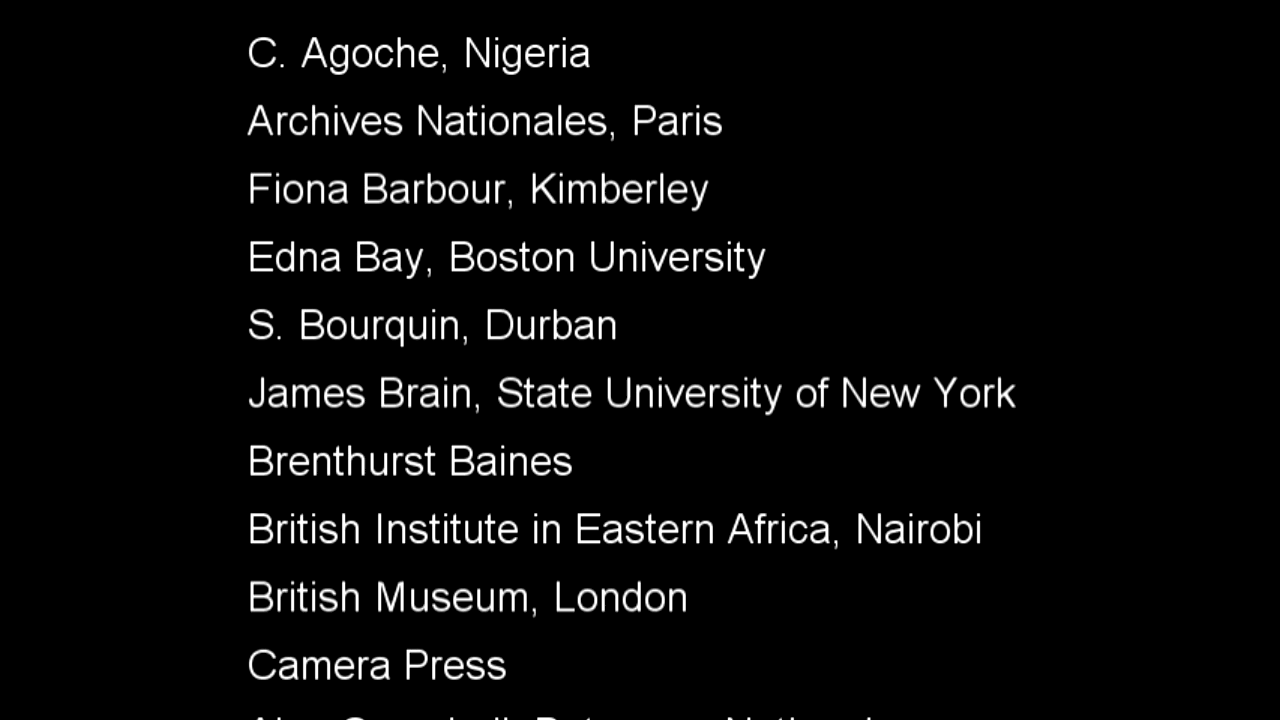 C. Agoche, Nigeria
Archives Nationales, Paris
Fiona Barbour, Kimberley
Edna Bay, Boston University
S. Bourquin, Durban
James Brain, State University of New York
Brenthurst Baines
British Institute in Eastern Africa, Nairobi
British Museum, London
Camera Press